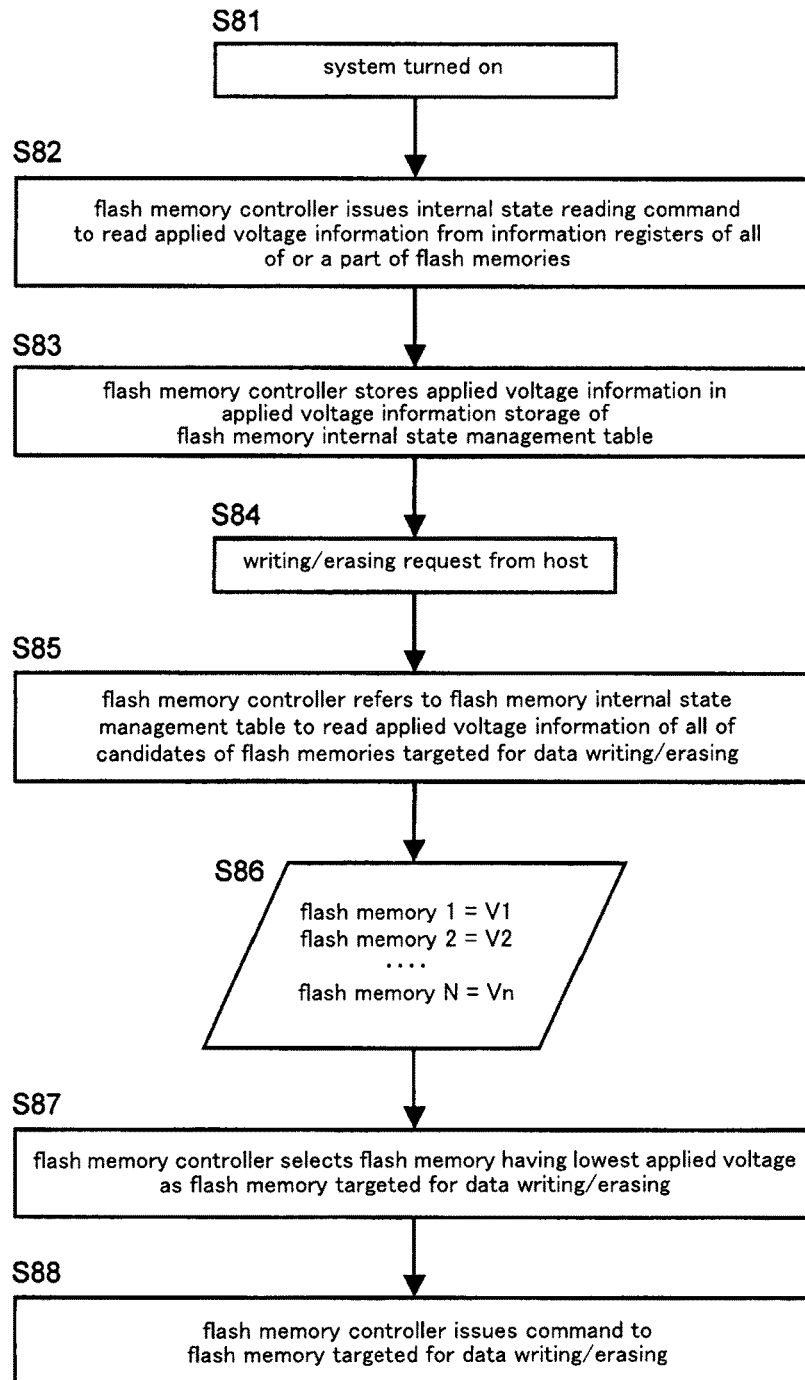 S81
system turned on
S82
flash memory controller issues internal state reading command
to read applied voltage information from information registers of all
of or a part of flash memories
S83
flash memory controller stores applied voltage information in
applied voltage information storage of
flash memory internal state management table
S84
writing/erasing request from host
S85
flash memory controller refers to flash memory internal state
management table to read applied voltage information of all of
candidates of flash memories targeted for data writing/erasing
S86
flash memory 1 = V1
flash memory 2 = V2
....
flash memory N = Vn
S87
flash memory controller selects flash memory having lowest applied voltage
as flash memory targeted for data writing/erasing
S88
flash memory controller issues command to
flash memory targeted for data writing/erasing